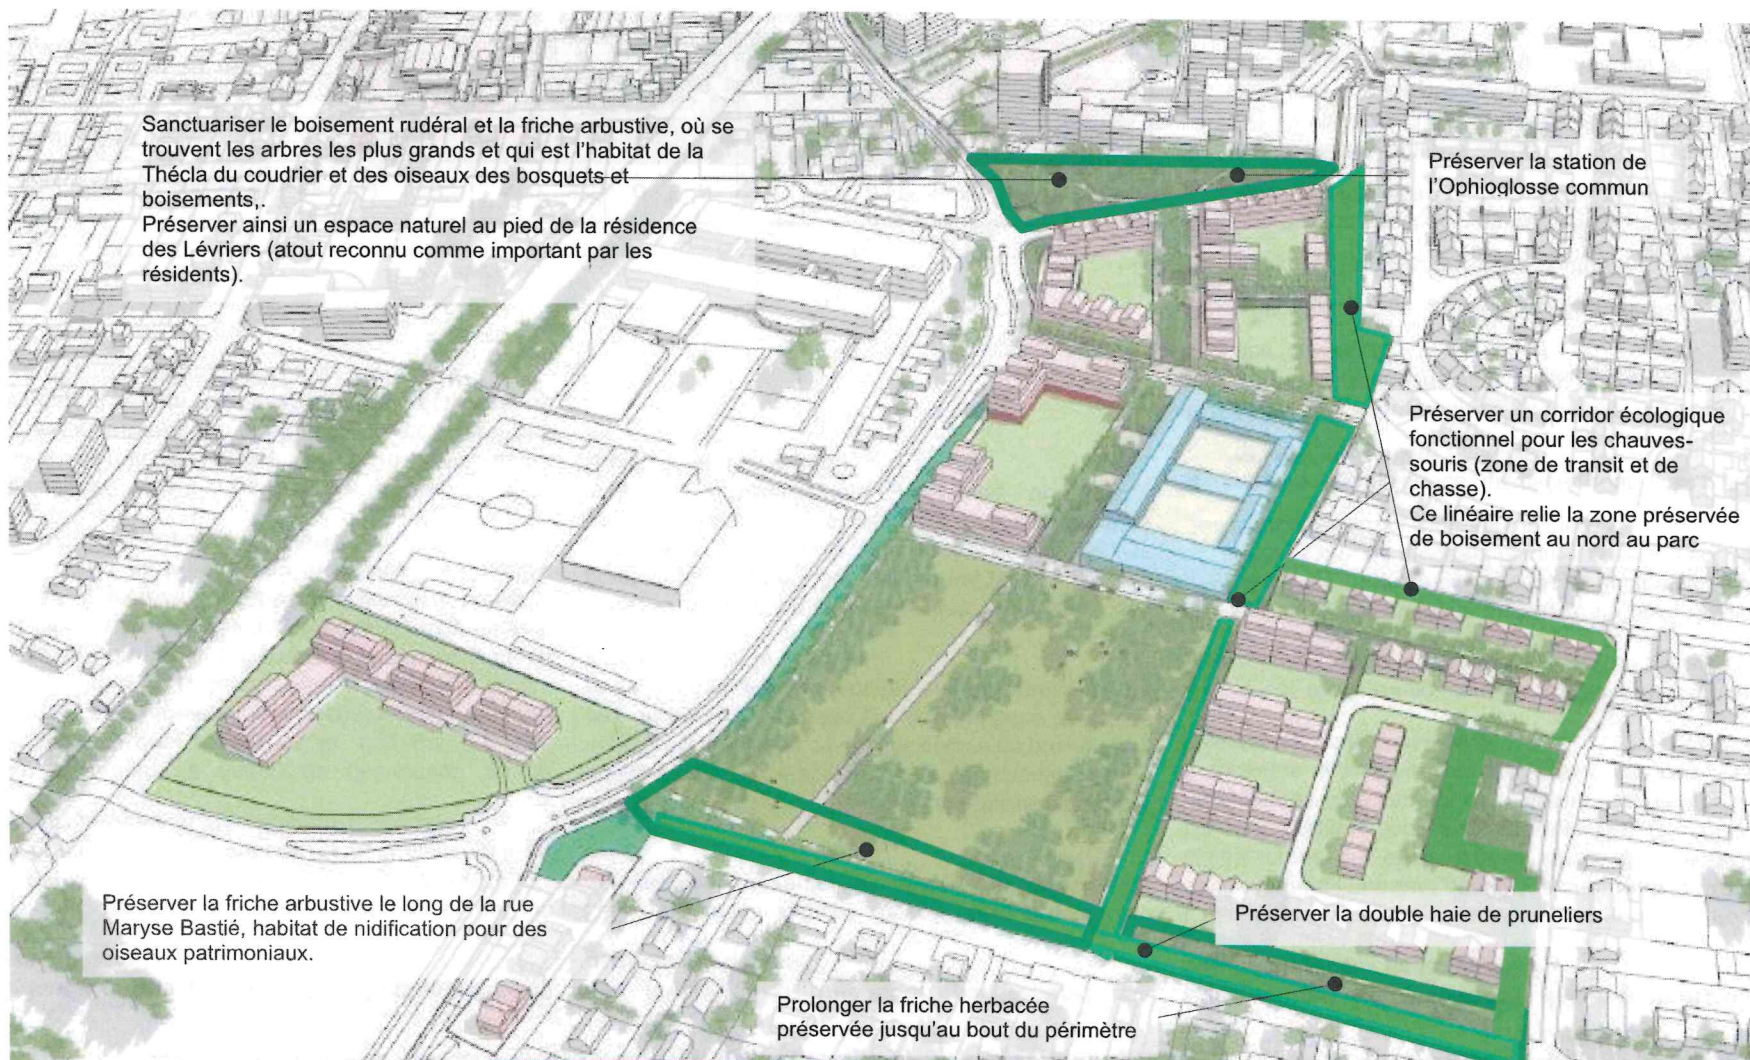 Sanctuariser le boisement rudéral et la friche arbustive, où se
trouvent les arbres les plus grands et qui est l'habitat de la
Thécla du coudrier et des oiseaux des bosquets et
boisements,.
Préserver ainsi un espace naturel au pied de la résidence
des Lévriers (atout reconnu comme important par les
résidents).
Préserver la station de
l'Ophioglosse commun
Préserver un corridor écologique
fonctionnel pour les chauves-
souris (zone de transit et de
chasse).
Ce linéaire relie la zone préservée
de boisement au nord au parc
Préserver la friche arbustive le long de la rue
Maryse Bastié, habitat de nidification pour des
oiseaux patrimoniaux.
Préserver la double haie de pruneliers
Prolonger la friche herbacée
préservée jusqu'au bout du périmètre